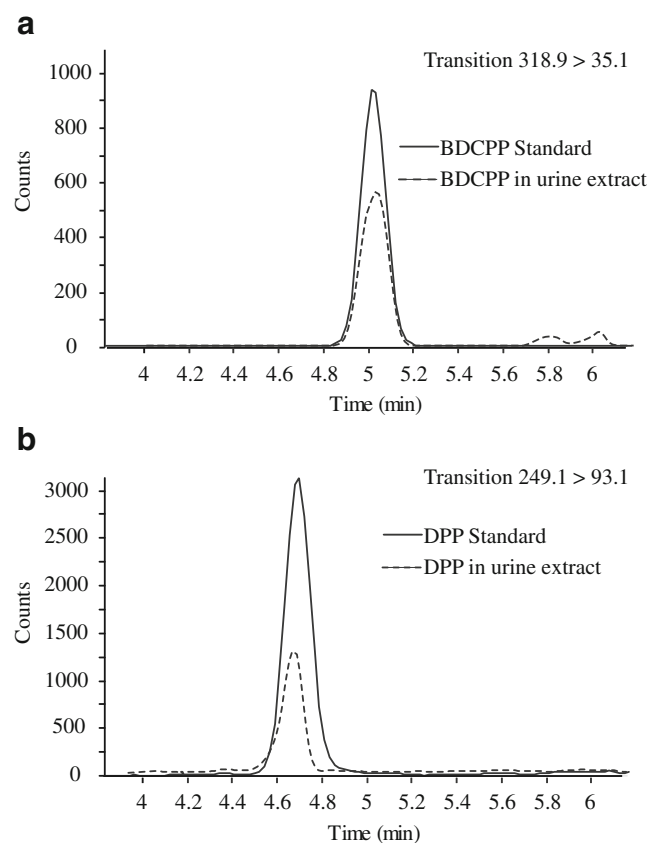 a
Transition 318.9 > 35.1
BDCPP Standard
BDCPP in urine extract
Counts
1000
800
600
400
200
0
4 4.2 4.4 4.6 4.8 5 5.2 5.4 5.6 5.8 6
Time (min)
b
Transition 249.1 > 93.1
DPP Standard
DPP in urine extract
Counts
3000
2500
2000
1500
1000
500
0
4 4.2 4.4 4.6 4.8 5 5.2 5.4 5.6 5.8 6
Time (min)